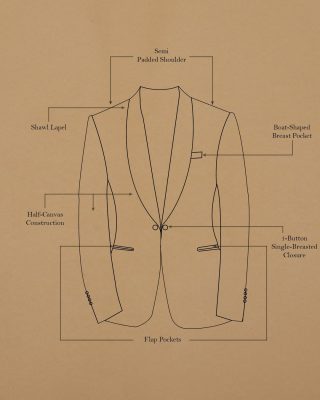 Semi
Padded Shoulder
Shawl Lapel
Boat-Shaped
Breast Pocket
Half-Canvas
Construction
1-Button
Single-Breasted
Closure
Flap Pockets